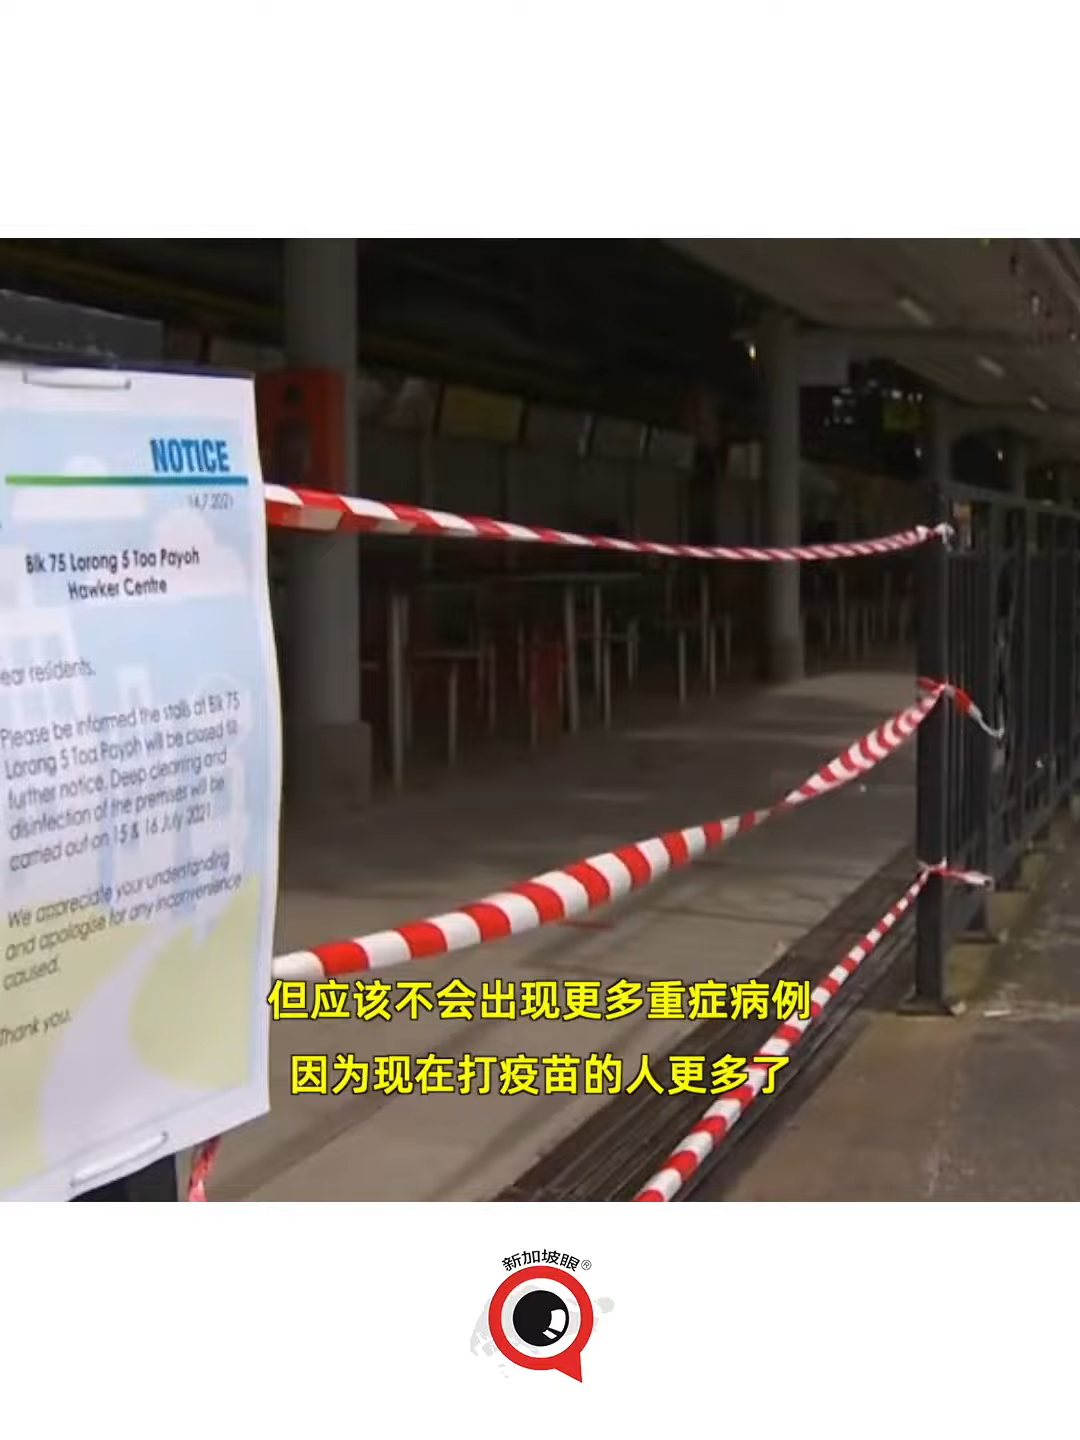 NOTICE
14.7.2021
Blk 75 Lorong 5 Toa Payoh
Hawker Centre
ear residents,
Please be informed the stalls at Blk 75
Lorong 5 Toa Payoh will be closed till
further notice. Deep cleaning and
disinfection of the premises will be
carried out on 15 & 16 July 2021.
We appreciate your understanding
and apologise for any inconvenience
caused.
Thank you.
但应该不会出现更多重症病例
因为现在打疫苗的人更多了
新加坡眼®